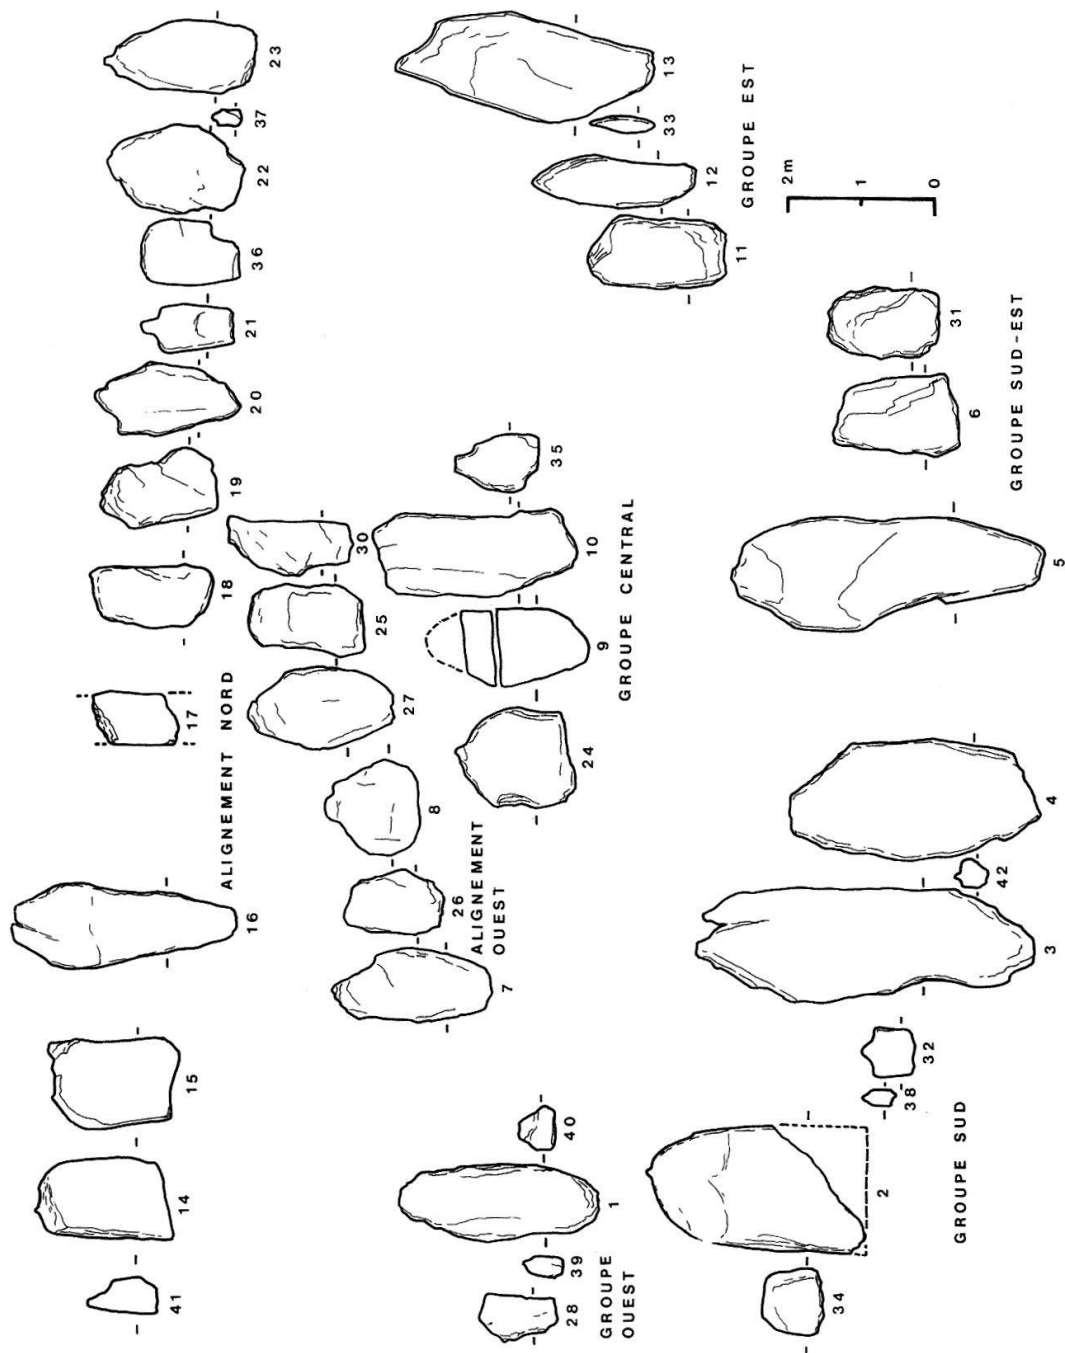 41 14 15 16 17 18 19 20 21 36 22 37 23
ALIGNEMENT NORD
7 26 8 27 25 30
ALIGNEMENT
OUEST
28 39 1 40
GROUPE
OUEST
24 9 10 35
GROUPE CENTRAL
11 12 33 13
GROUPE EST
34 2 38 32 3 42 4
GROUPE SUD
5 6 31
GROUPE SUD-EST
0 1 2m